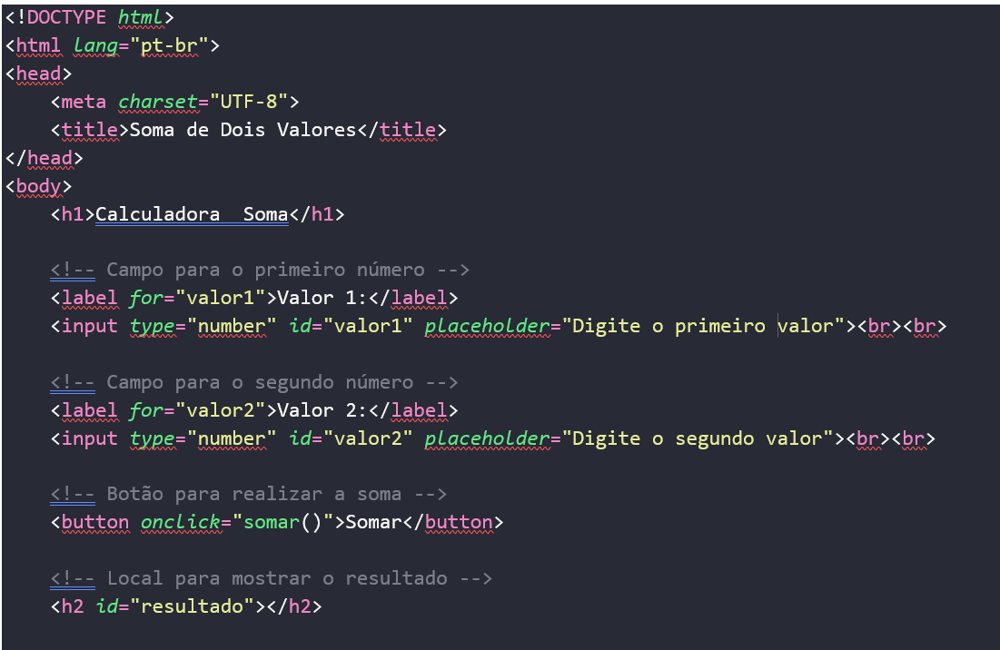 <!DOCTYPE html>
<html lang="pt-br">
<head>
    <meta charset="UTF-8">
    <title>Soma de Dois Valores</title>
</head>
<body>
    <h1>Calculadora  Soma</h1>

    <!-- Campo para o primeiro número -->
    <label for="valor1">Valor 1:</label>
    <input type="number" id="valor1" placeholder="Digite o primeiro valor"><br><br>

    <!-- Campo para o segundo número -->
    <label for="valor2">Valor 2:</label>
    <input type="number" id="valor2" placeholder="Digite o segundo valor"><br><br>

    <!-- Botão para realizar a soma -->
    <button onclick="somar()">Somar</button>

    <!-- Local para mostrar o resultado -->
    <h2 id="resultado"></h2>